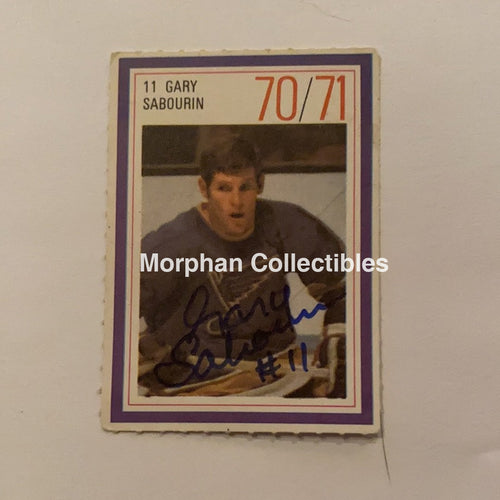 11 GARY
SABOURIN
70/71
Morphan Collectibles
Gary
Sabourin
#11